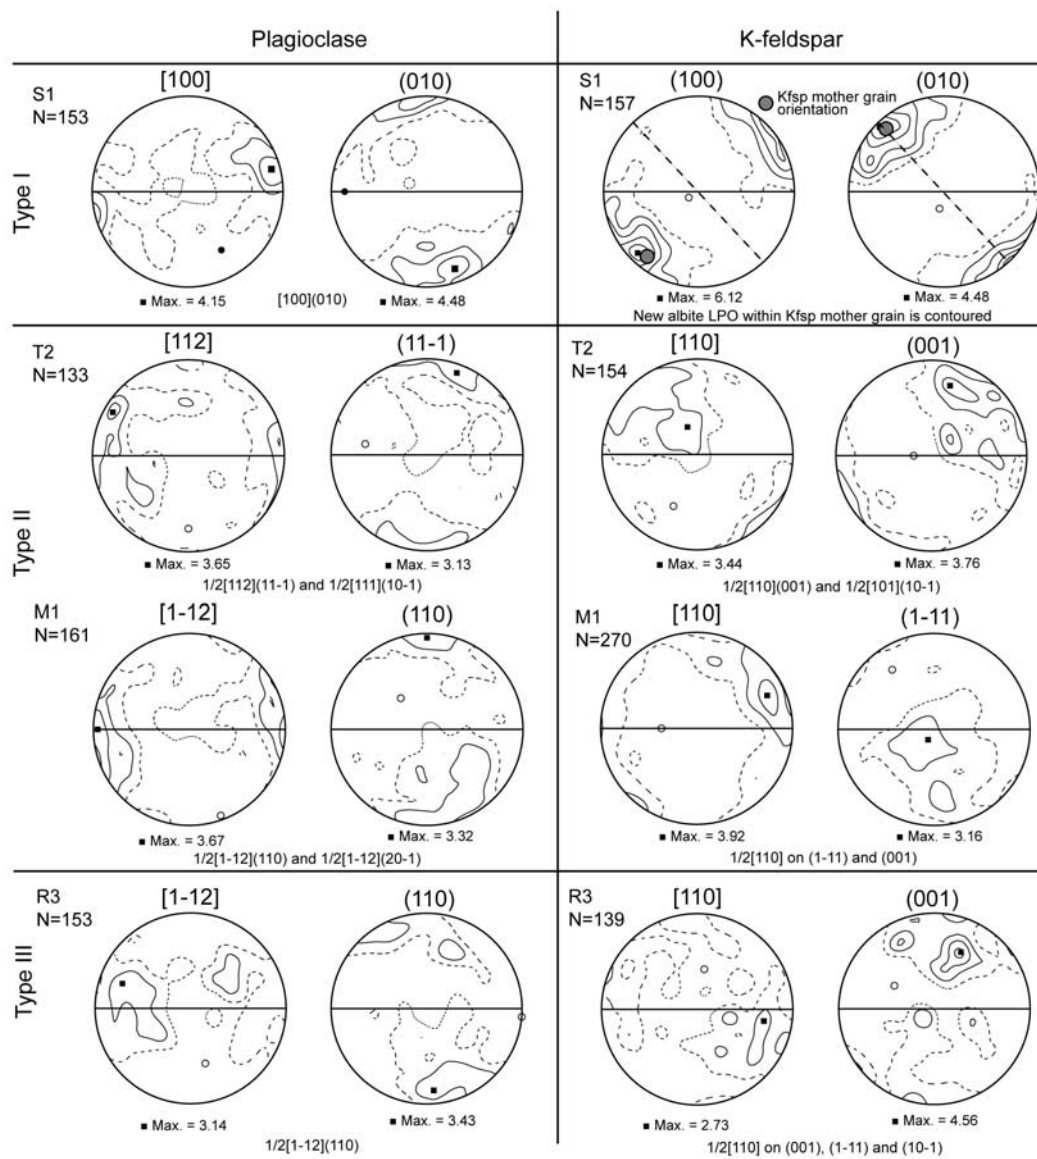 Plagioclase
K-feldspar
Type I
S1
N=153
[100]
(010)
■ Max. = 4.15
[100](010)
■ Max. = 4.48
S1
N=157
(100)
Kfsp mother grain
orientation
(010)
■ Max. = 6.12
■ Max. = 4.48
New albite LPO within Kfsp mother grain is contoured
Type II
T2
N=133
[112]
(11-1)
■ Max. = 3.65
■ Max. = 3.13
1/2[112](11-1) and 1/2[111](10-1)
T2
N=154
[110]
(001)
■ Max. = 3.44
■ Max. = 3.76
1/2[110](001) and 1/2[101](10-1)
M1
N=161
[1-12]
(110)
■ Max. = 3.67
■ Max. = 3.32
1/2[1-12](110) and 1/2[1-12](20-1)
M1
N=270
[110]
(1-11)
■ Max. = 3.92
■ Max. = 3.16
1/2[110] on (1-11) and (001)
Type III
R3
N=153
[1-12]
(110)
■ Max. = 3.14
■ Max. = 3.43
1/2[1-12](110)
R3
N=139
[110]
(001)
■ Max. = 2.73
■ Max. = 4.56
1/2[110] on (001), (1-11) and (10-1)